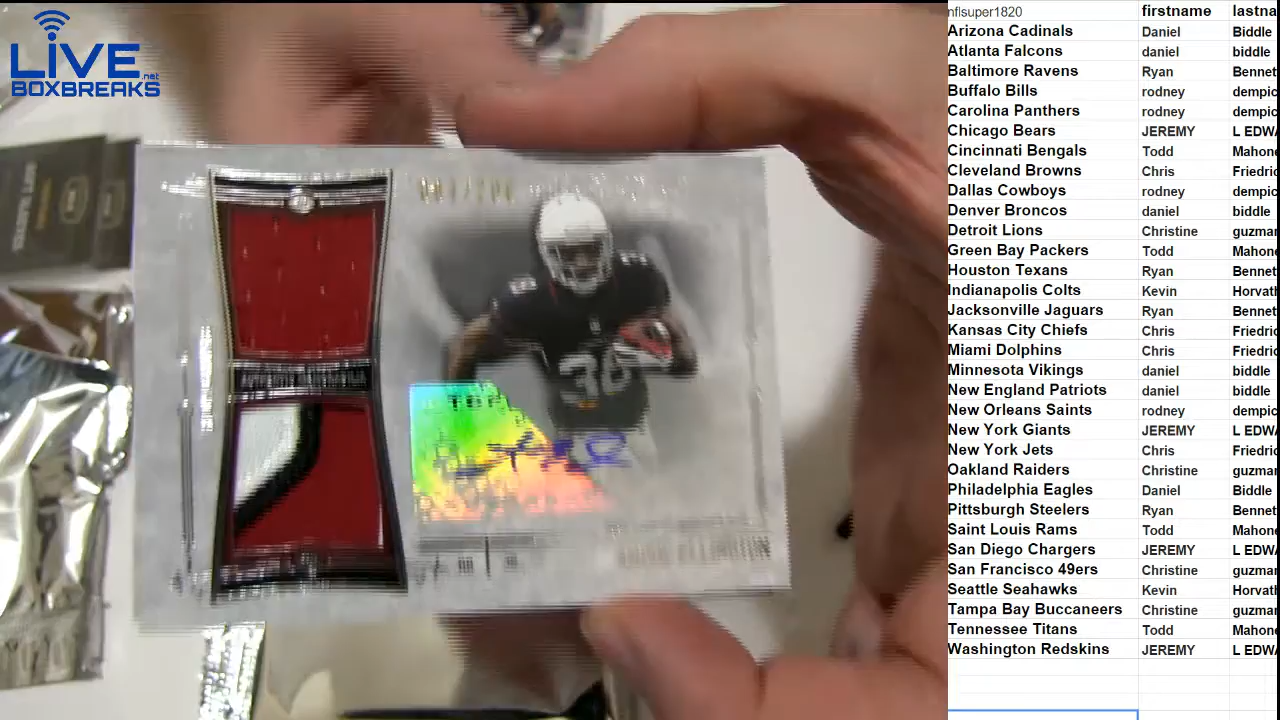 LIVE.net
BOXBREAKS
nflsuper1820 firstname lastna
Arizona Cadinals Daniel Biddle
Atlanta Falcons daniel biddle
Baltimore Ravens Ryan Bennet
Buffalo Bills rodney dempic
Carolina Panthers rodney dempic
Chicago Bears JEREMY L EDWA
Cincinnati Bengals Todd Mahone
Cleveland Browns Chris Friedric
Dallas Cowboys rodney dempic
Denver Broncos daniel biddle
Detroit Lions Christine guzman
Green Bay Packers Todd Mahone
Houston Texans Ryan Bennet
Indianapolis Colts Kevin Horvath
Jacksonville Jaguars Ryan Bennet
Kansas City Chiefs Chris Friedric
Miami Dolphins Chris Friedric
Minnesota Vikings daniel biddle
New England Patriots daniel biddle
New Orleans Saints rodney dempic
New York Giants JEREMY L EDWA
New York Jets Chris Friedric
Oakland Raiders Christine guzman
Philadelphia Eagles Daniel Biddle
Pittsburgh Steelers Ryan Bennet
Saint Louis Rams Todd Mahone
San Diego Chargers JEREMY L EDWA
San Francisco 49ers Christine guzman
Seattle Seahawks Kevin Horvath
Tampa Bay Buccaneers Christine guzman
Tennessee Titans Todd Mahone
Washington Redskins JEREMY L EDWA
38